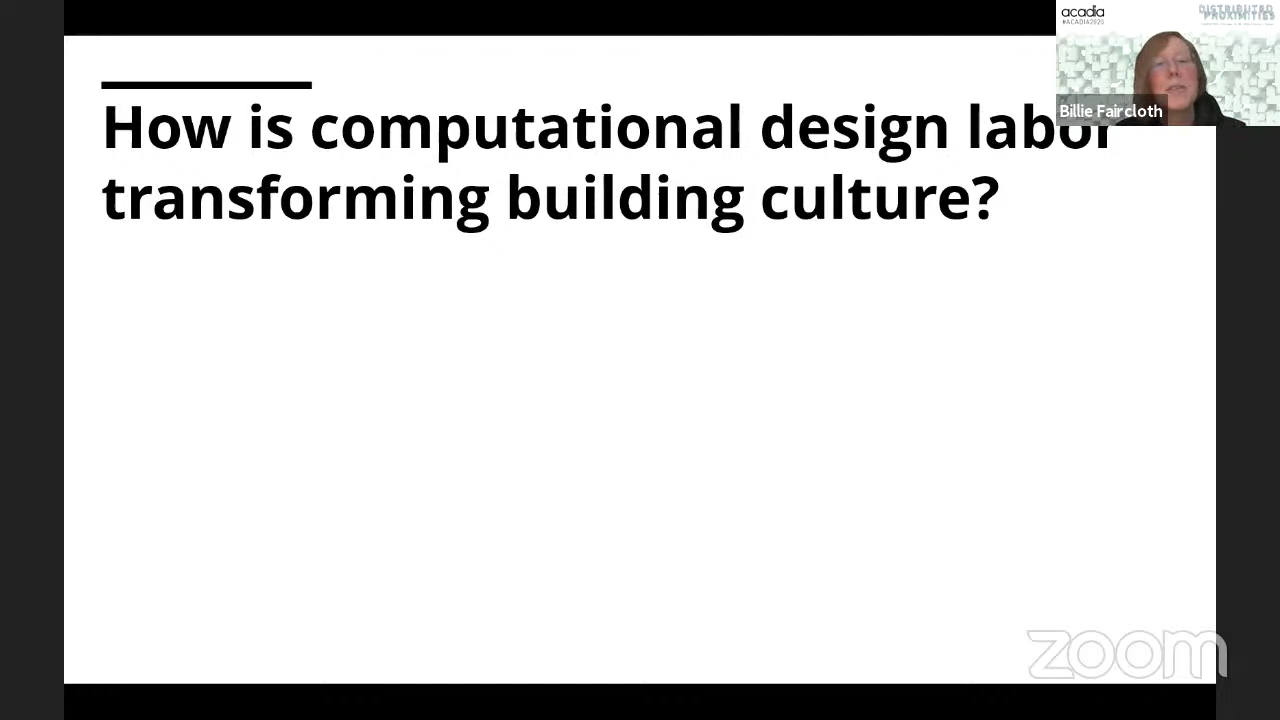 acadia
#ACADIA2020
DISTRIBUTED
PROXIMITIES
Billie Faircloth
How is computational design labor
transforming building culture?
zoom